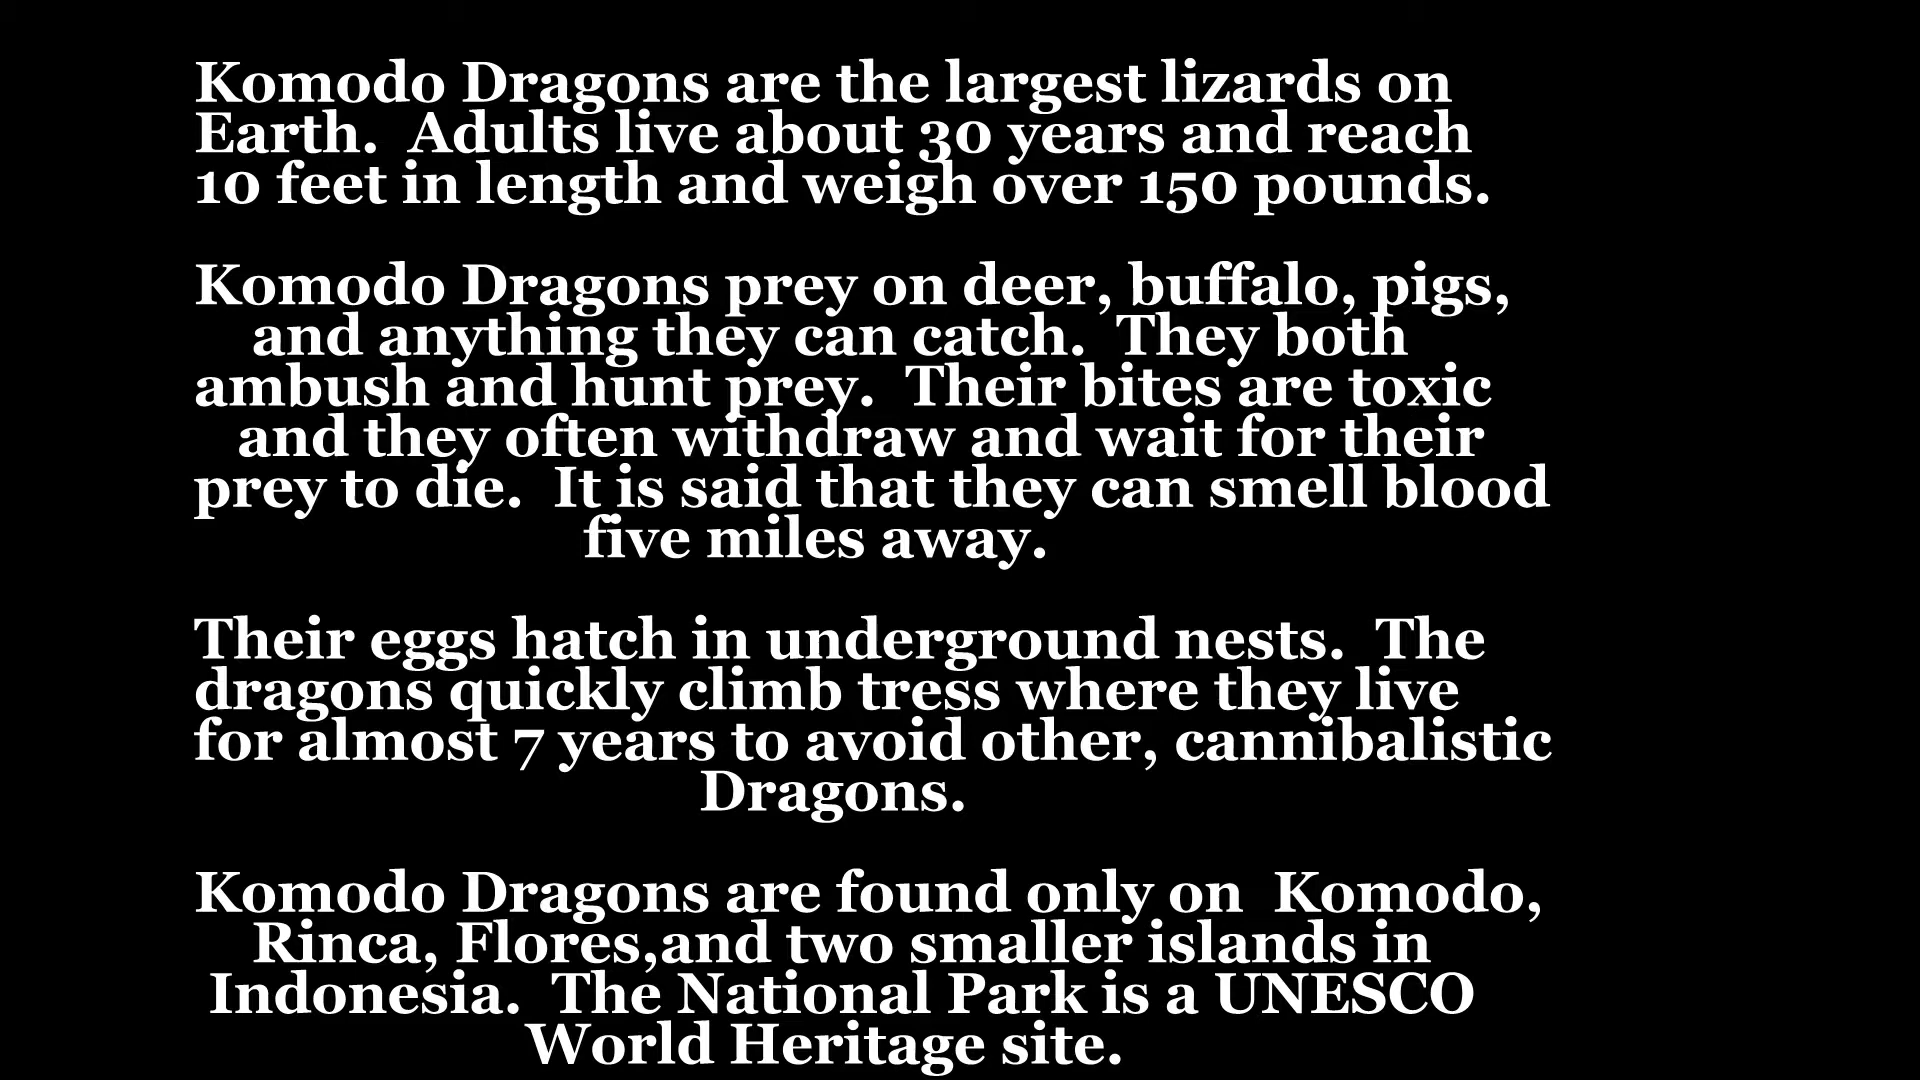 Komodo Dragons are the largest lizards on
Earth.  Adults live about 30 years and reach
10 feet in length and weigh over 150 pounds.
Komodo Dragons prey on deer, buffalo, pigs,
and anything they can catch.  They both
ambush and hunt prey.  Their bites are toxic
and they often withdraw and wait for their
prey to die.  It is said that they can smell blood
five miles away.
Their eggs hatch in underground nests.  The
dragons quickly climb tress where they live
for almost 7 years to avoid other, cannibalistic
Dragons.
Komodo Dragons are found only on  Komodo,
Rinca, Flores,and two smaller islands in
Indonesia.  The National Park is a UNESCO
World Heritage site.